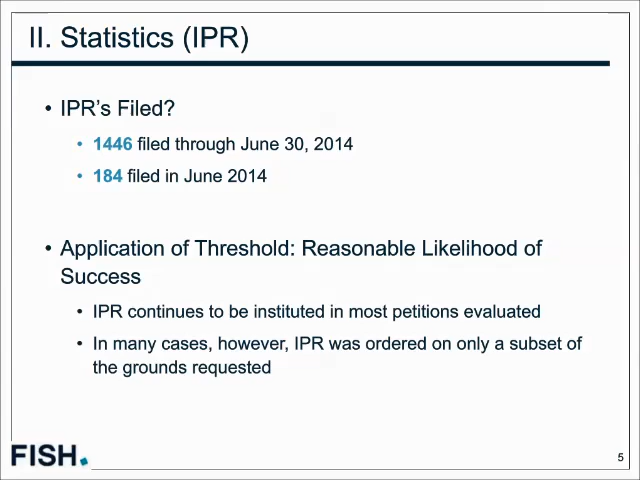 II. Statistics (IPR)
• IPR's Filed?
• 1446 filed through June 30, 2014
• 184 filed in June 2014
• Application of Threshold: Reasonable Likelihood of
Success
• IPR continues to be instituted in most petitions evaluated
• In many cases, however, IPR was ordered on only a subset of
the grounds requested
FISH.
5